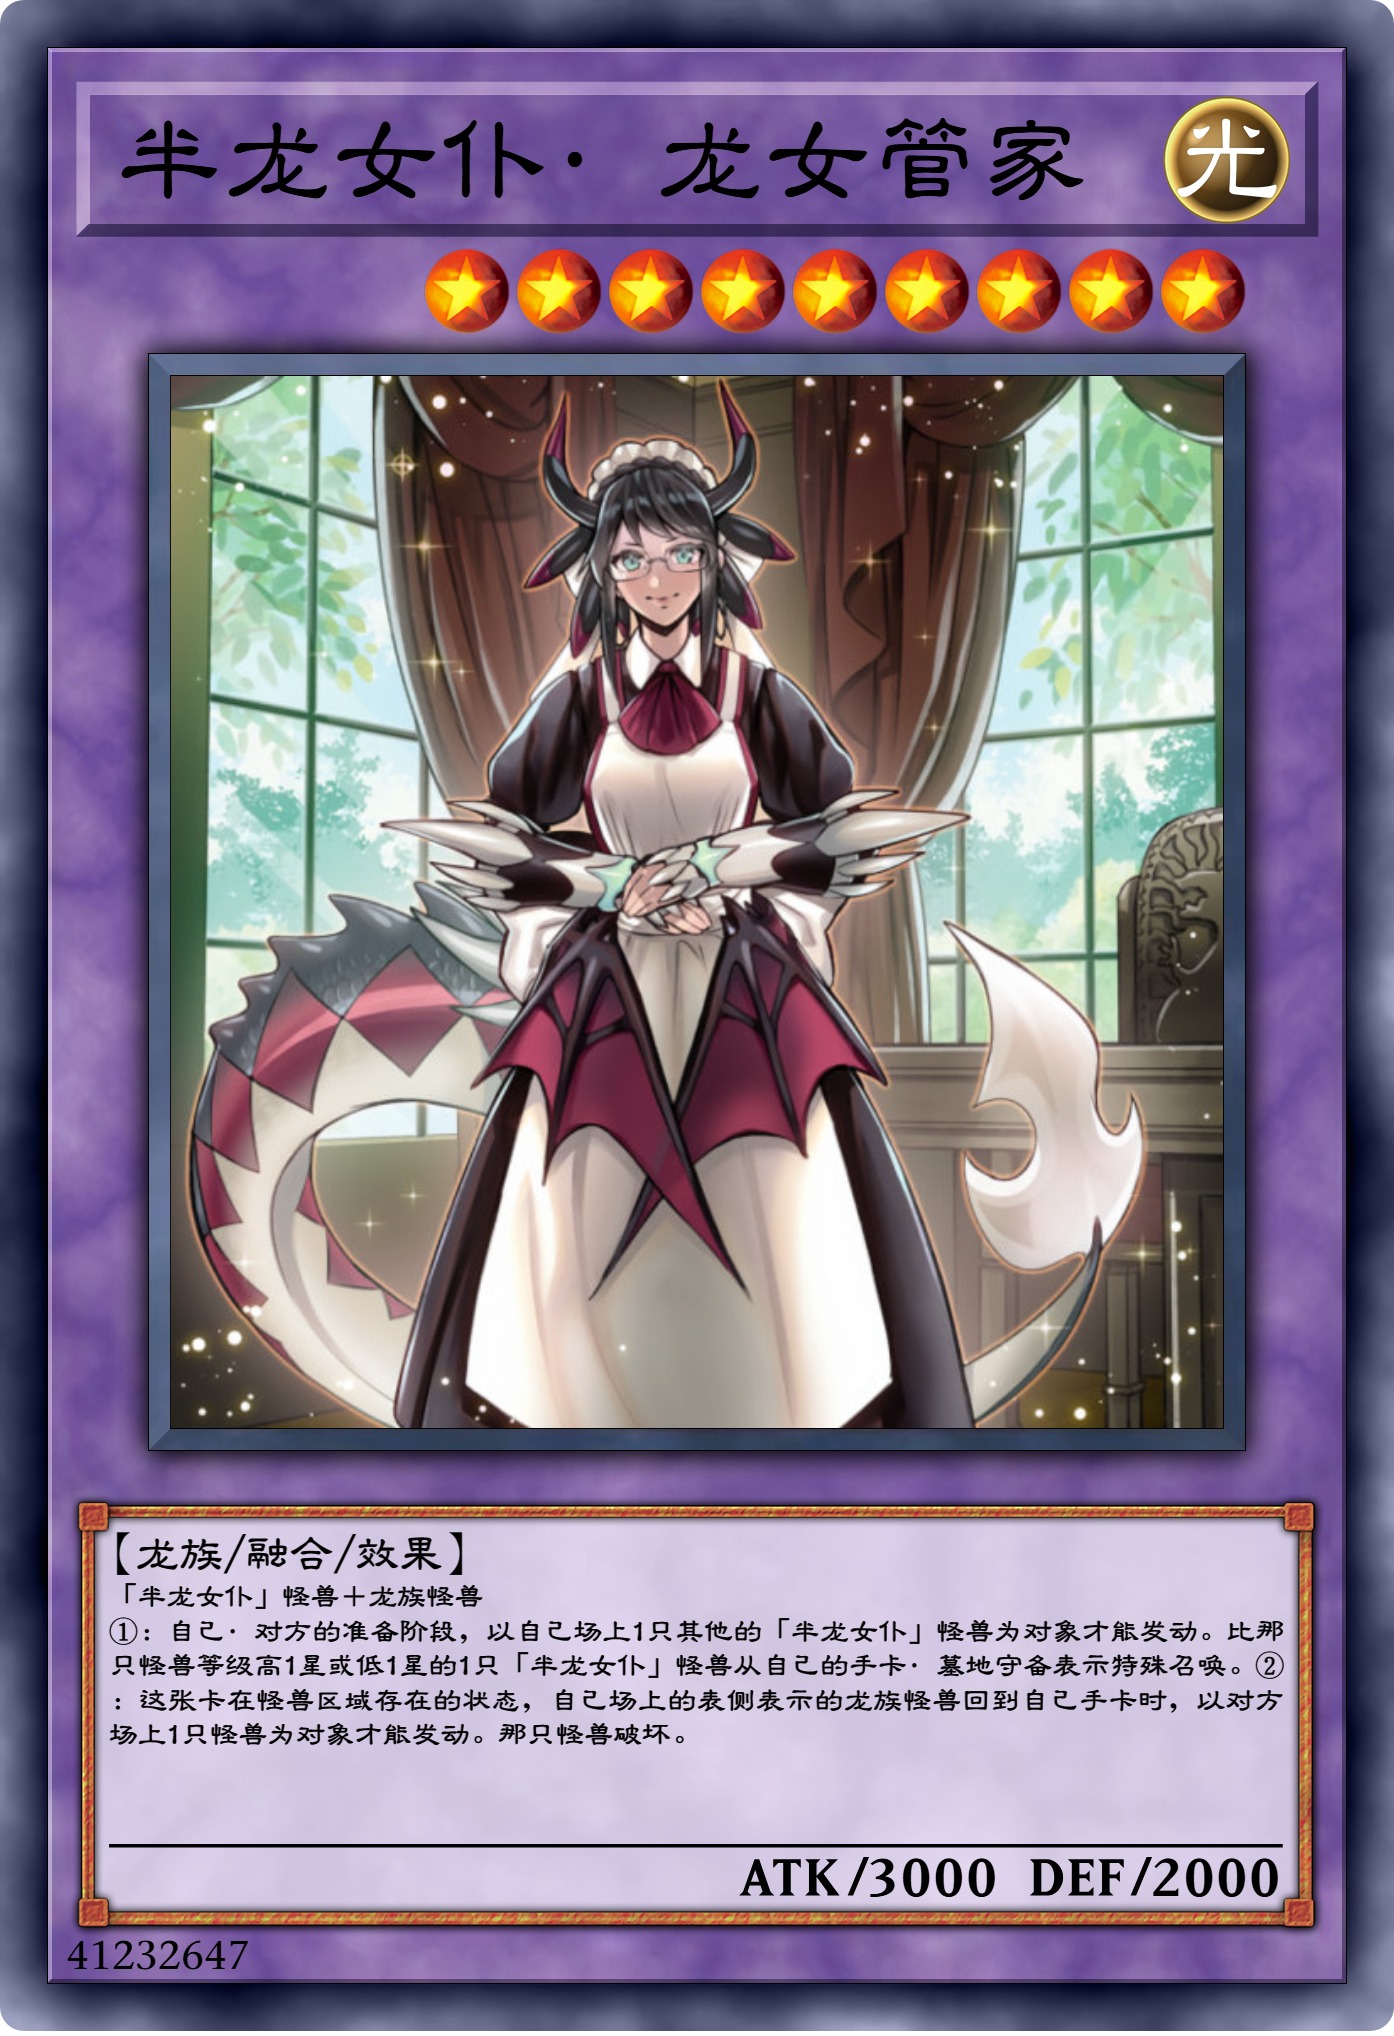 半龙女仆·龙女管家
光
【龙族/融合/效果】
「半龙女仆」怪兽＋龙族怪兽
①：自己·对方的准备阶段，以自己场上1只其他的「半龙女仆」怪兽为对象才能发动。比那
只怪兽等级高1星或低1星的1只「半龙女仆」怪兽从自己的手卡·墓地守备表示特殊召唤。②
：这张卡在怪兽区域存在的状态，自己场上的表侧表示的龙族怪兽回到自己手卡时，以对方
场上1只怪兽为对象才能发动。那只怪兽破坏。
ATK/3000 DEF/2000
41232647